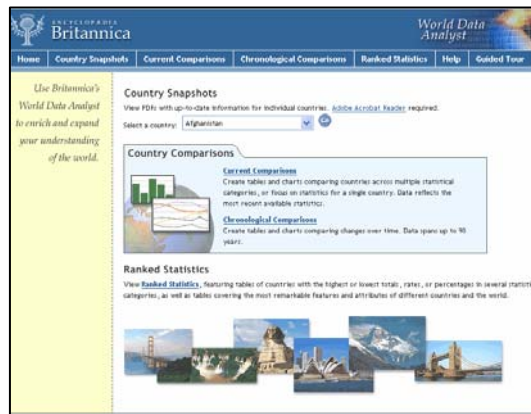 ENCYCLOPÆDIA
Britannica
World Data
Analyst
Home Country Snapshots Current Comparisons Chronological Comparisons Ranked Statistics Help Guided Tour
Use Britannica's
World Data Analyst
to enrich and expand
your understanding
of the world.
Country Snapshots
View PDFs with up-to-date information for individual countries. Adobe Acrobat Reader required.
Select a country: Afghanistan Go
Country Comparisons
Current Comparisons
Create tables and charts comparing countries across multiple statistical
categories, or focus on statistics for a single country. Data reflects the
most recent available statistics.
Chronological Comparisons
Create tables and charts comparing changes over time. Data spans up to 90
years.
Ranked Statistics
View Ranked Statistics, featuring tables of countries with the highest or lowest totals, rates, or percentages in several statisti
categories, as well as tables covering the most remarkable features and attributes of different countries and the world.